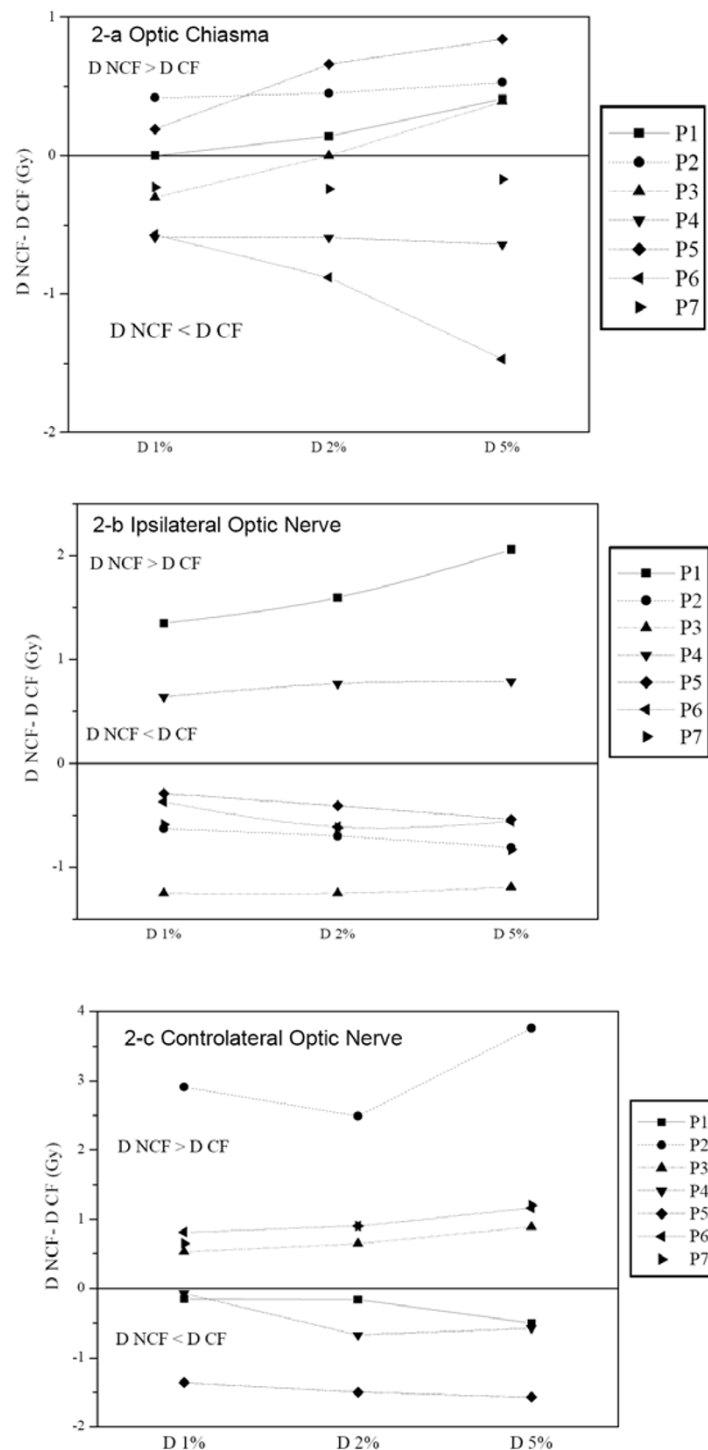 2-a Optic Chiasma
D NCF > D CF
D NCF < D CF
D NCF- D CF (Gy)
1
0
-1
-2
D 1%
D 2%
D 5%
P1
P2
P3
P4
P5
P6
P7
2-b Ipsilateral Optic Nerve
D NCF > D CF
D NCF < D CF
D NCF- D CF (Gy)
2
1
0
-1
D 1%
D 2%
D 5%
P1
P2
P3
P4
P5
P6
P7
2-c Controlateral Optic Nerve
D NCF > D CF
D NCF < D CF
D NCF- D CF (Gy)
4
3
2
1
0
-1
-2
D 1%
D 2%
D 5%
P1
P2
P3
P4
P5
P6
P7